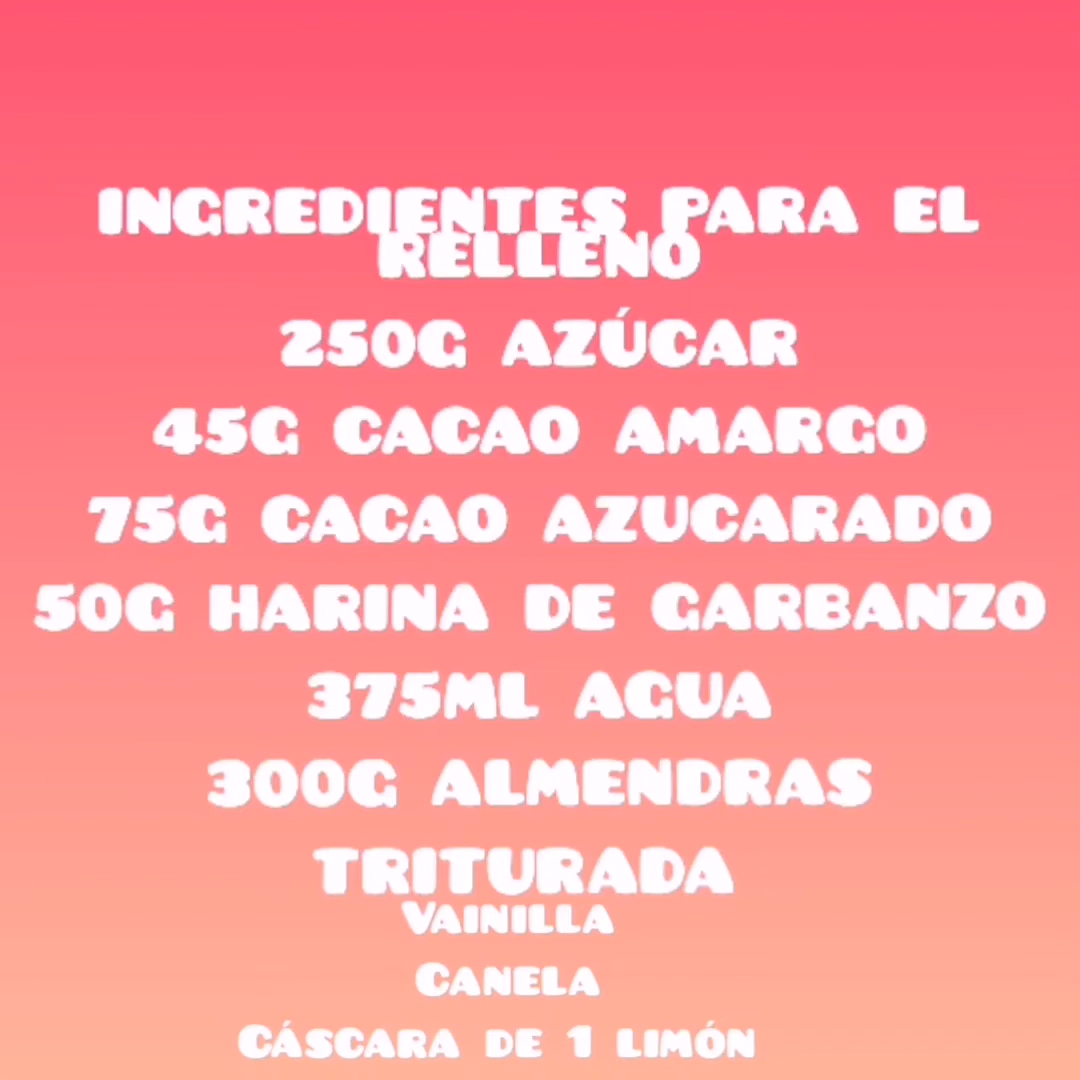 INGREDIENTES PARA EL
RELLENO
250G AZÚCAR
45G CACAO AMARGO
75G CACAO AZUCARADO
50G HARINA DE GARBANZO
375ML AGUA
300G ALMENDRAS
TRITURADA
VAINILLA
CANELA
CÁSCARA DE 1 LIMÓN